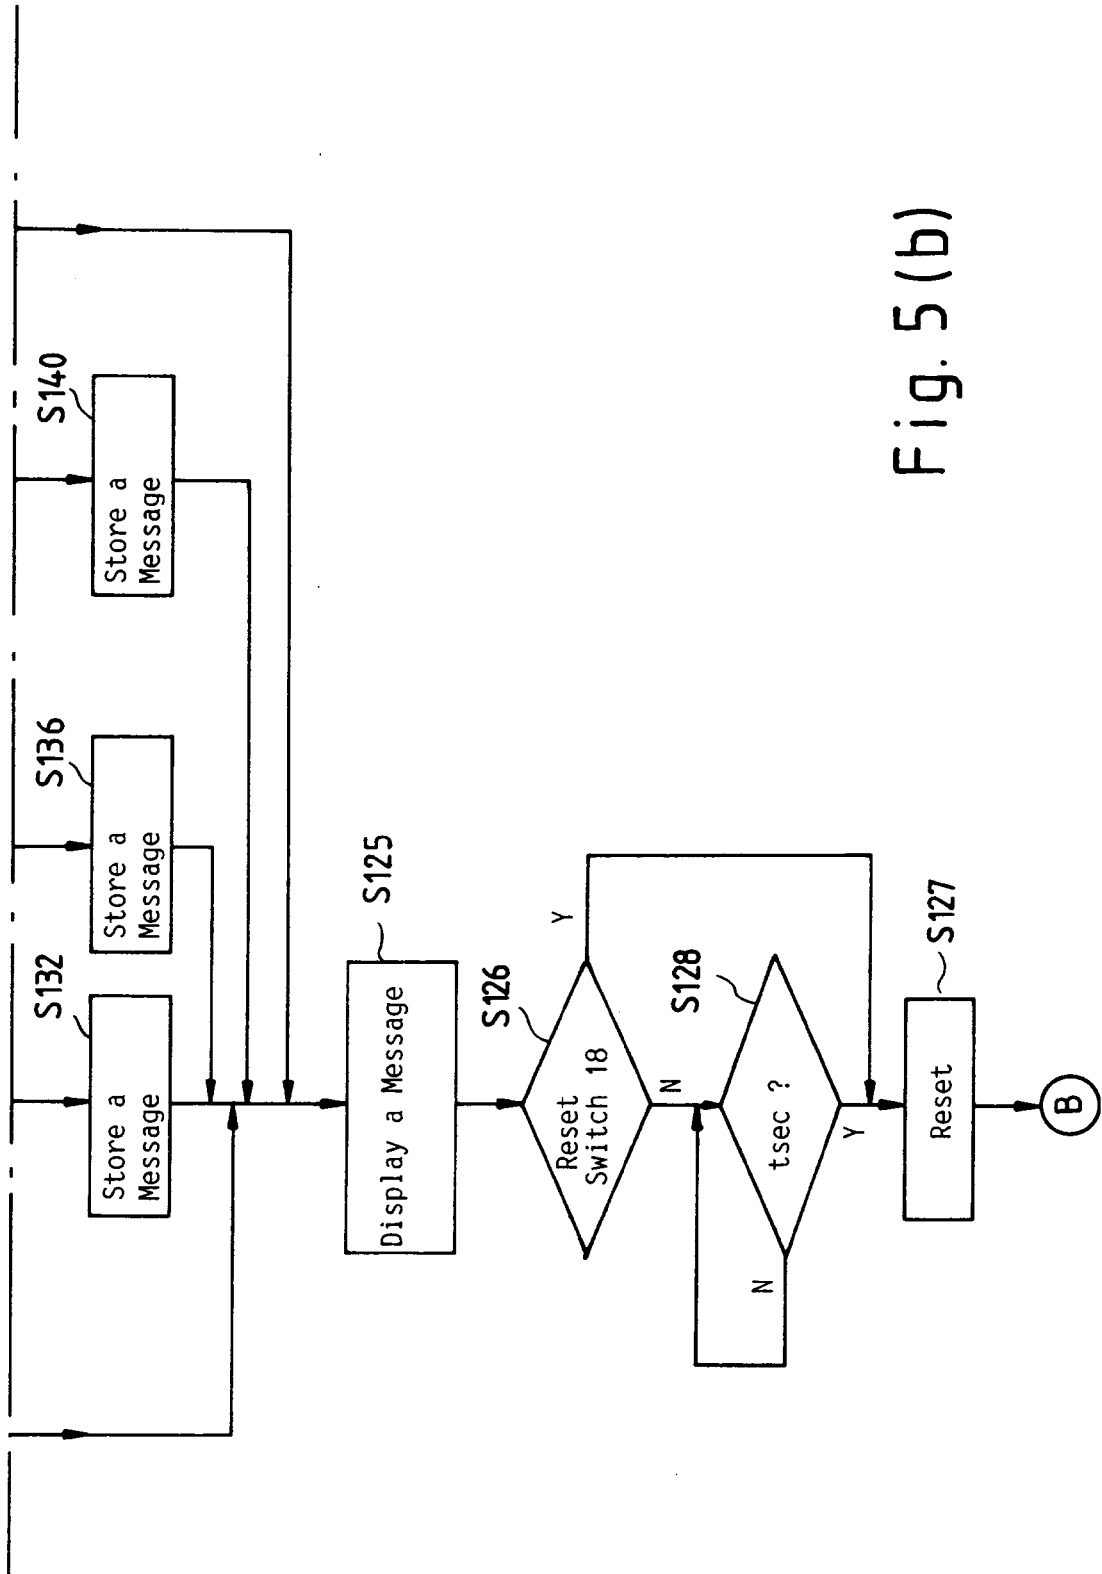 S132
Store a
Message
S136
Store a
Message
S140
Store a
Message
S125
Display a Message
S126
Reset
Switch 18
Y
N
S128
tsec ?
N
Y
S127
Reset
B
Fig. 5 (b)